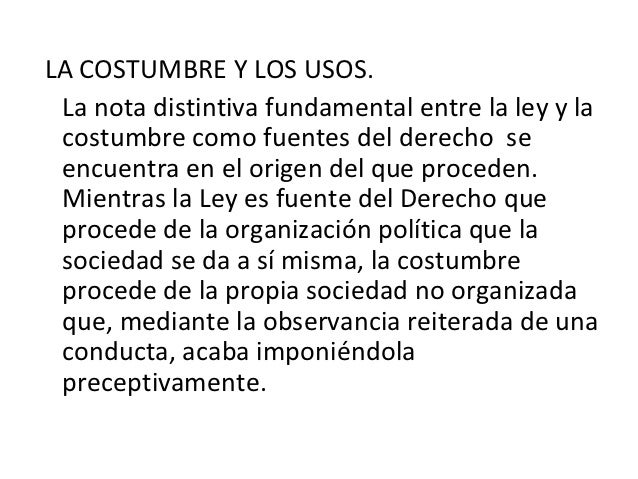 LA COSTUMBRE Y LOS USOS.
La nota distintiva fundamental entre la ley y la
costumbre como fuentes del derecho  se
encuentra en el origen del que proceden.
Mientras la Ley es fuente del Derecho que
procede de la organización política que la
sociedad se da a sí misma, la costumbre
procede de la propia sociedad no organizada
que, mediante la observancia reiterada de una
conducta, acaba imponiéndola
preceptivamente.